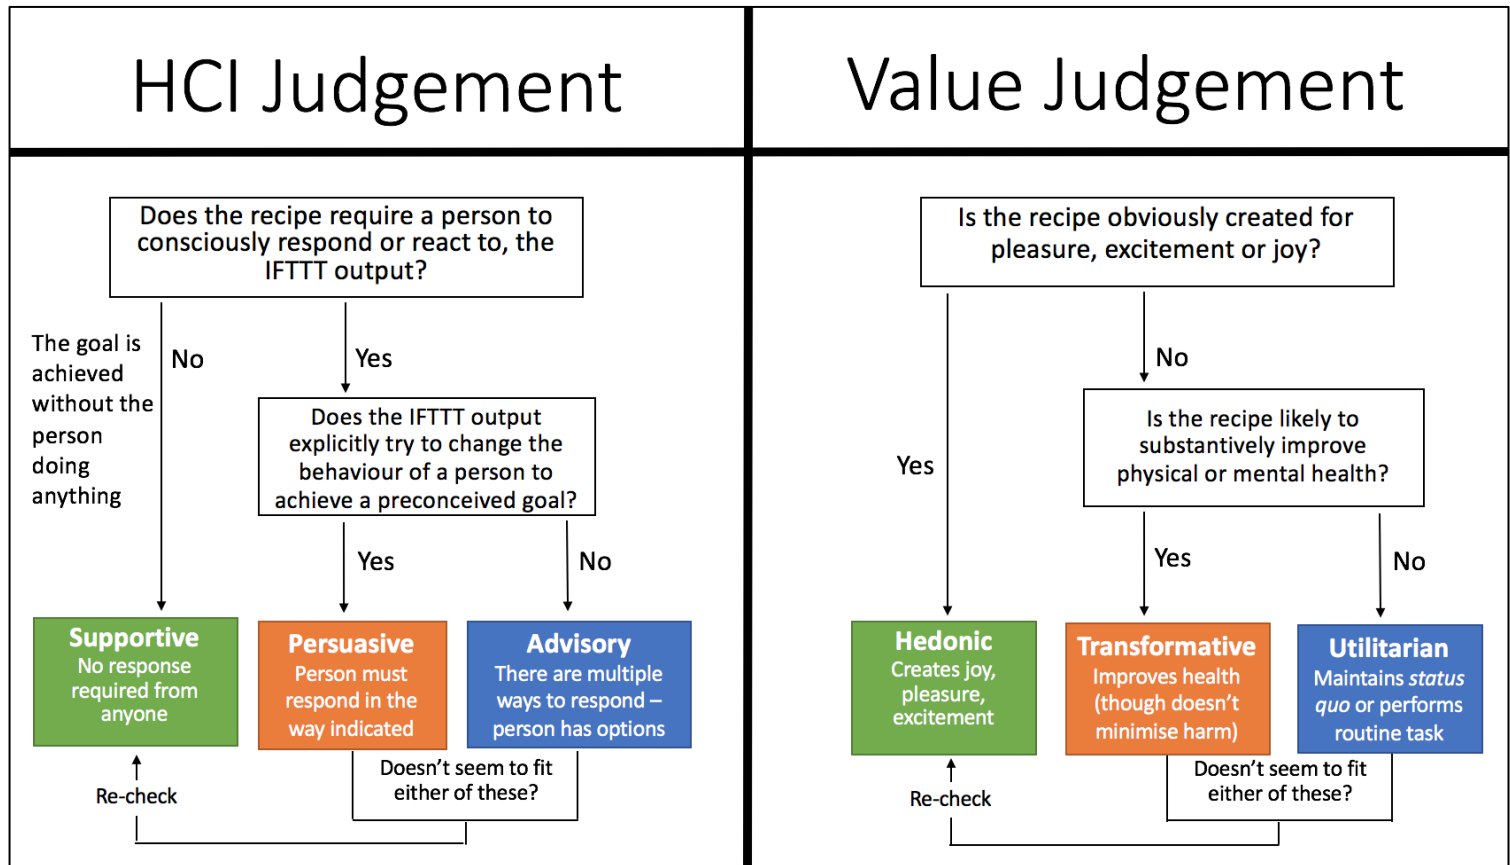 HCI Judgement
Does the recipe require a person to
consciously respond or react to, the
IFTTT output?
The goal is
achieved
without the
person
doing
anything
No
Yes
Does the IFTTT output
explicitly try to change the
behaviour of a person to
achieve a preconceived goal?
Yes
No
Supportive
No response
required from
anyone
Persuasive
Person must
respond in the
way indicated
Advisory
There are multiple
ways to respond –
person has options
Doesn't seem to fit
either of these?
Re-check
Value Judgement
Is the recipe obviously created for
pleasure, excitement or joy?
Yes
No
Is the recipe likely to
substantively improve
physical or mental health?
Yes
No
Hedonic
Creates joy,
pleasure,
excitement
Transformative
Improves health
(though doesn't
minimise harm)
Utilitarian
Maintains status
quo or performs
routine task
Doesn't seem to fit
either of these?
Re-check